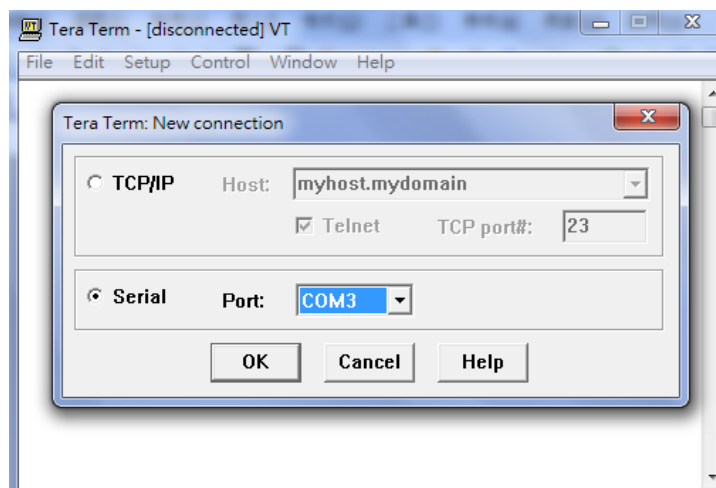 Tera Term - [disconnected] VT
File Edit Setup Control Window Help
Tera Term: New connection
TCP/IP Host: myhost.mydomain
Telnet TCP port#: 23
Serial Port: COM3
OK Cancel Help